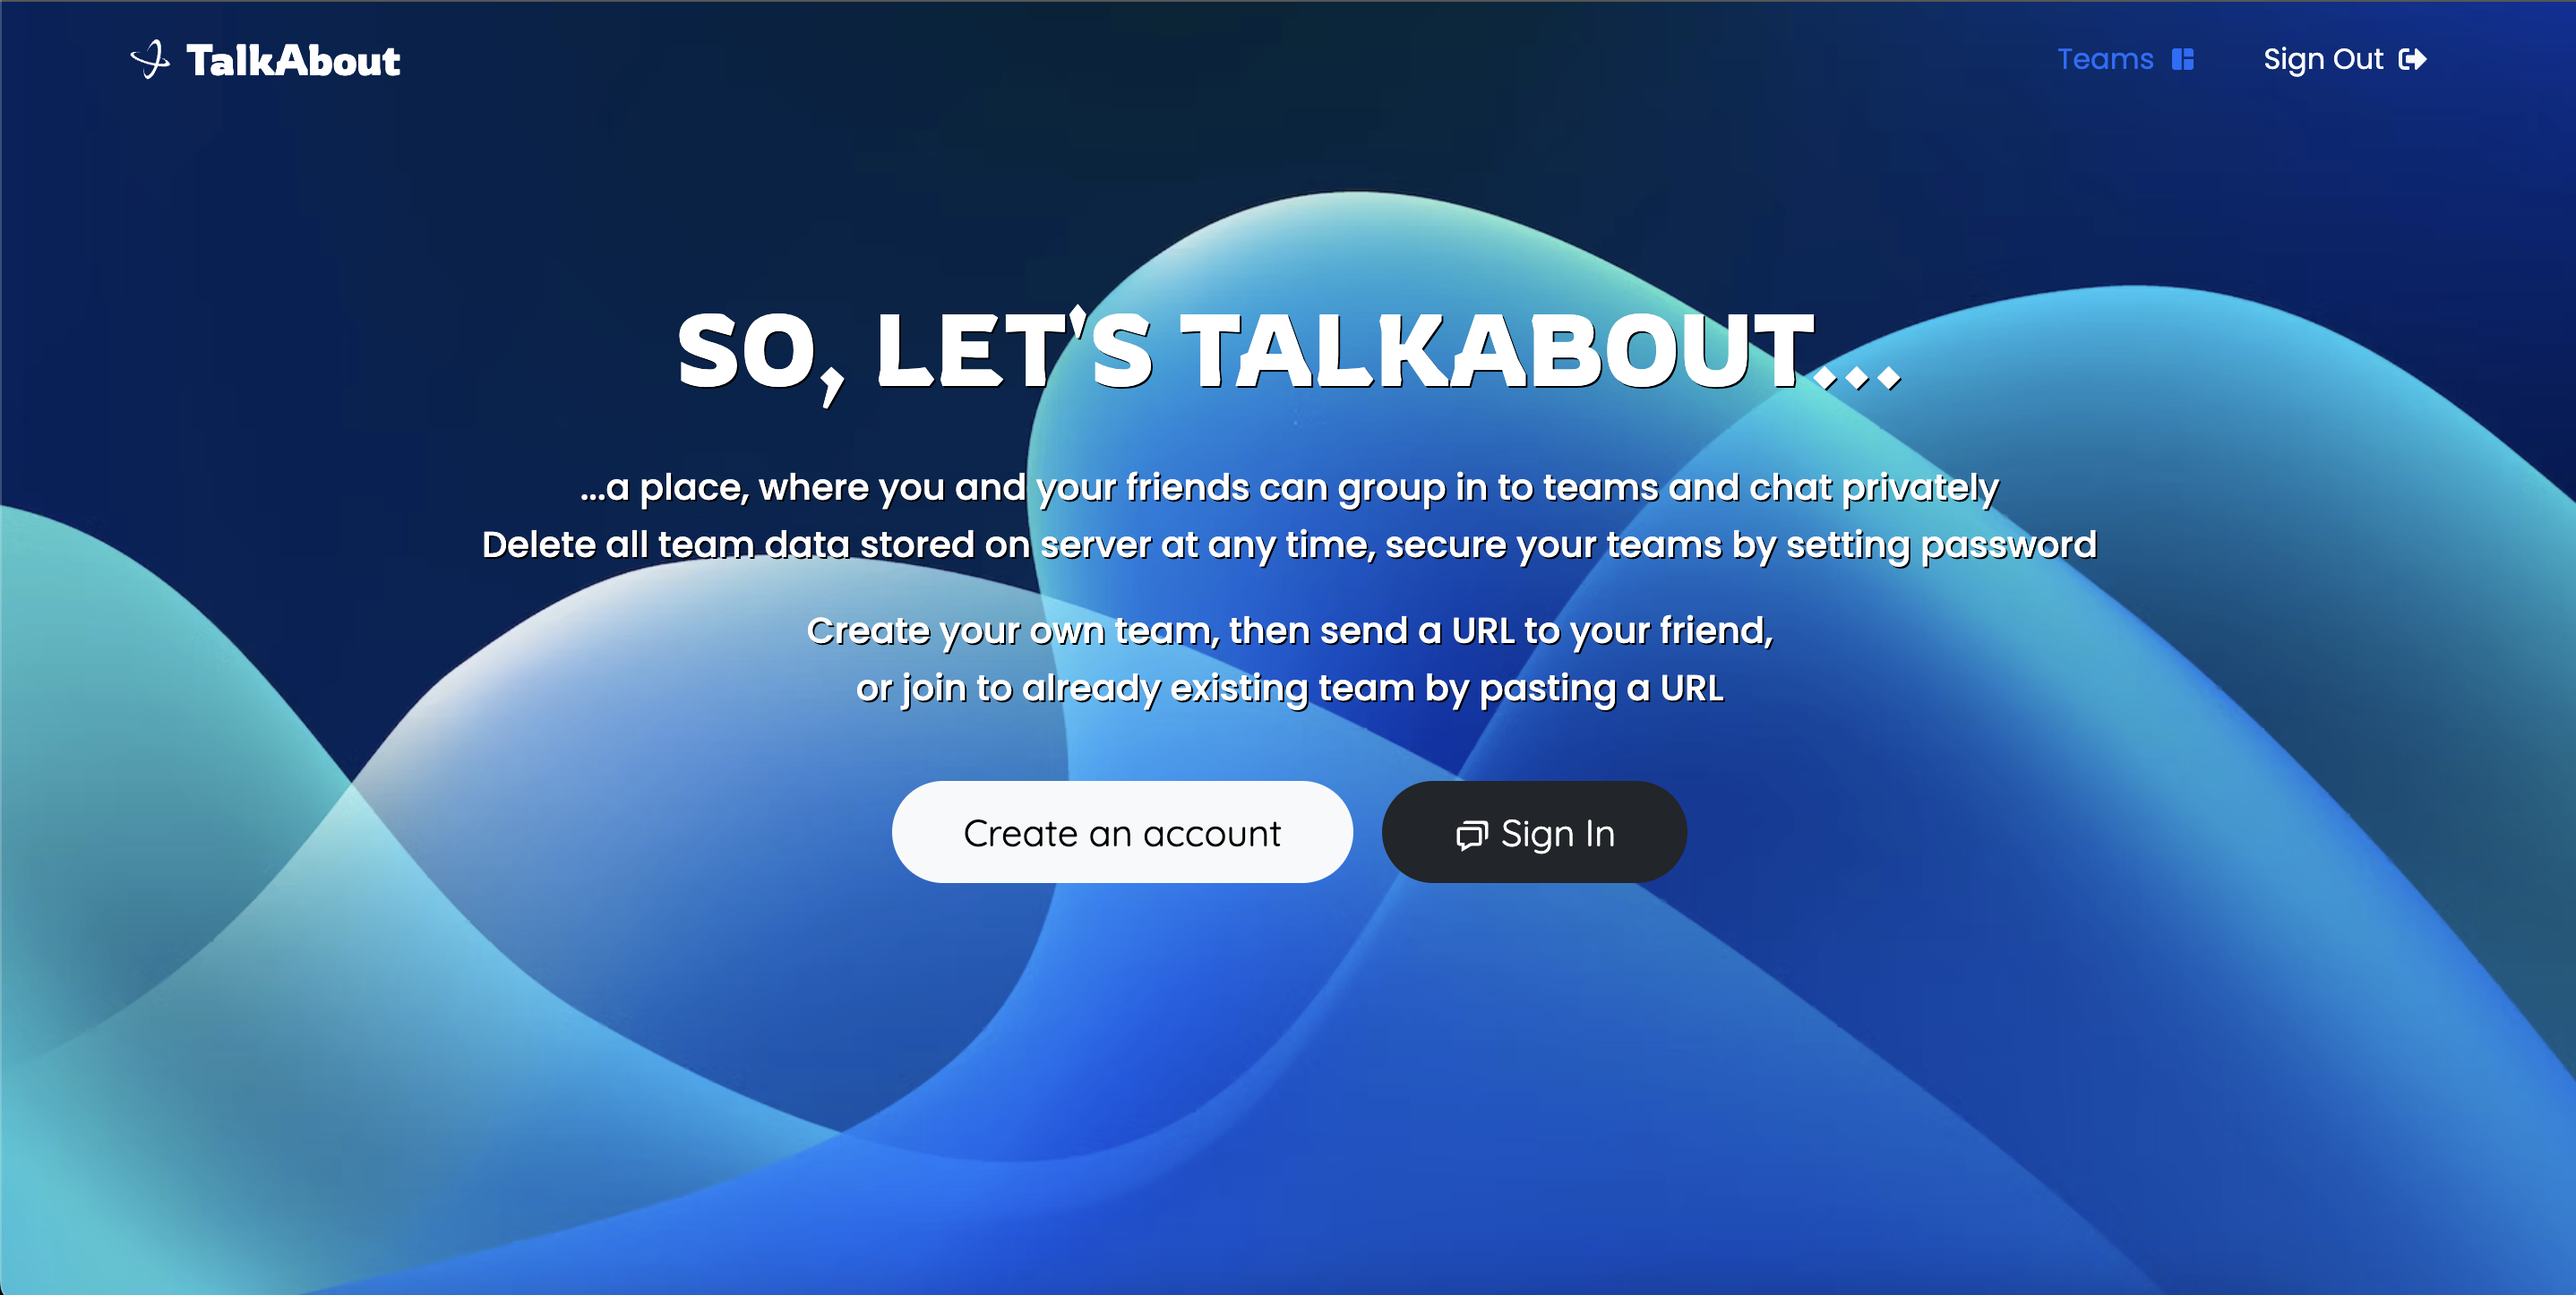 TalkAbout
Teams
Sign Out
SO, LET'S TALKABOUT...
...a place, where you and your friends can group in to teams and chat privately
Delete all team data stored on server at any time, secure your teams by setting password
Create your own team, then send a URL to your friend,
or join to already existing team by pasting a URL
Create an account
Sign In